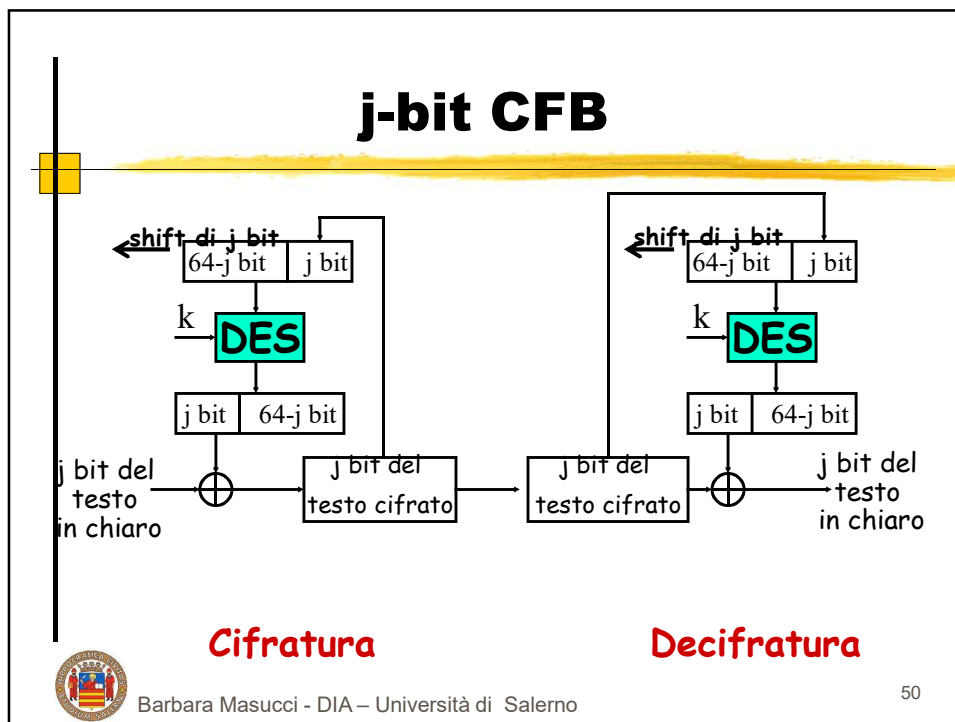 j-bit CFB
shift di j bit
64-j bit j bit
k
DES
j bit 64-j bit
j bit del
testo
in chiaro
j bit del
testo cifrato
shift di j bit
64-j bit j bit
k
DES
j bit 64-j bit
j bit del
testo cifrato
j bit del
testo
in chiaro
Cifratura
Decifratura
Barbara Masucci - DIA – Università di Salerno
50